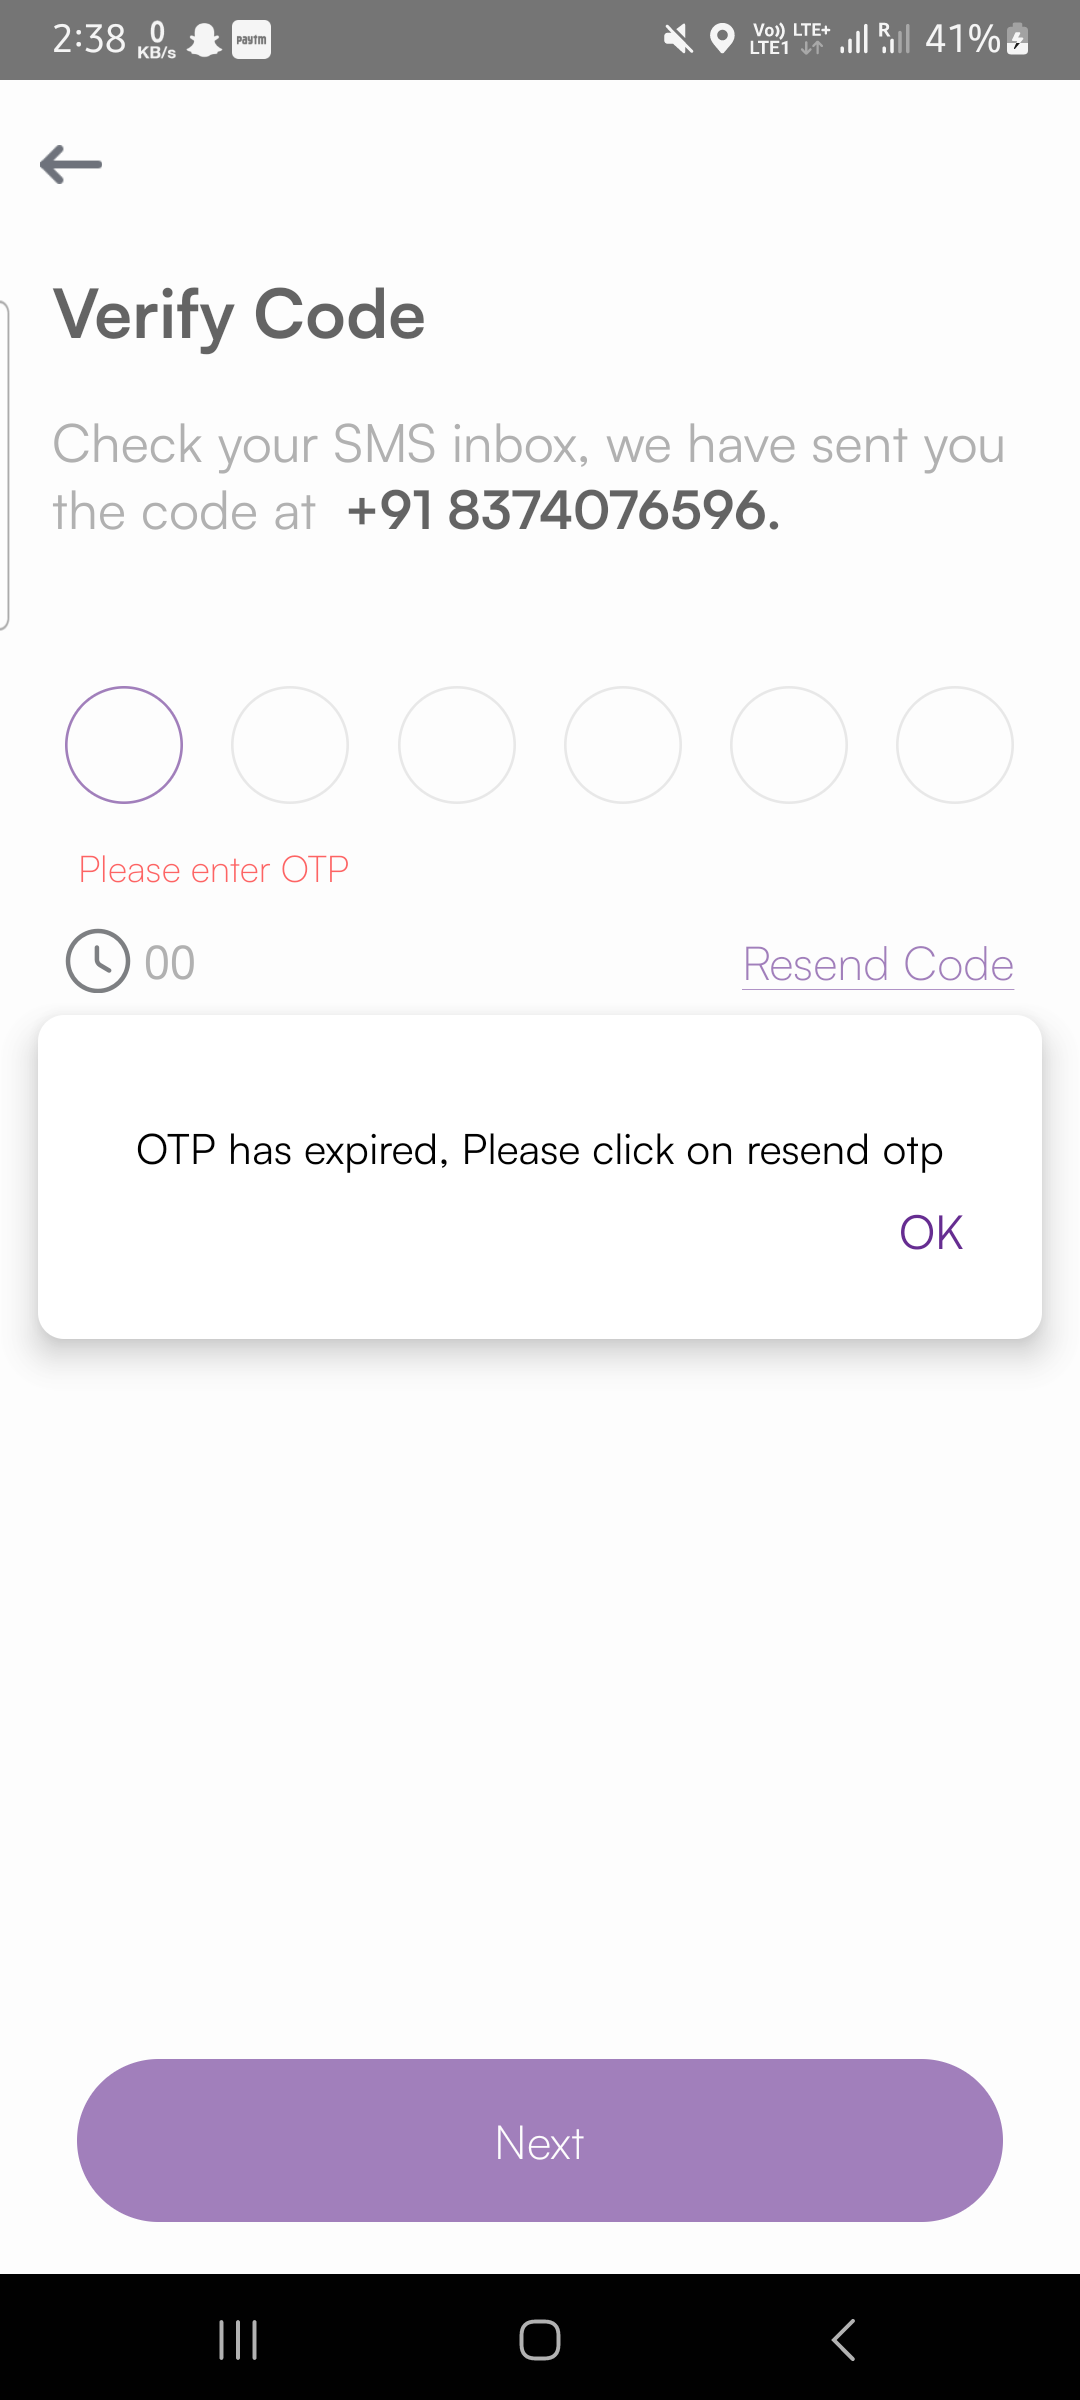 2:38 0 KB/s paytm Vo)) LTE1 LTE+ R 41%
Verify Code
Check your SMS inbox, we have sent you
the code at +91 8374076596.
Please enter OTP
00 Resend Code
OTP has expired, Please click on resend otp
OK
Next